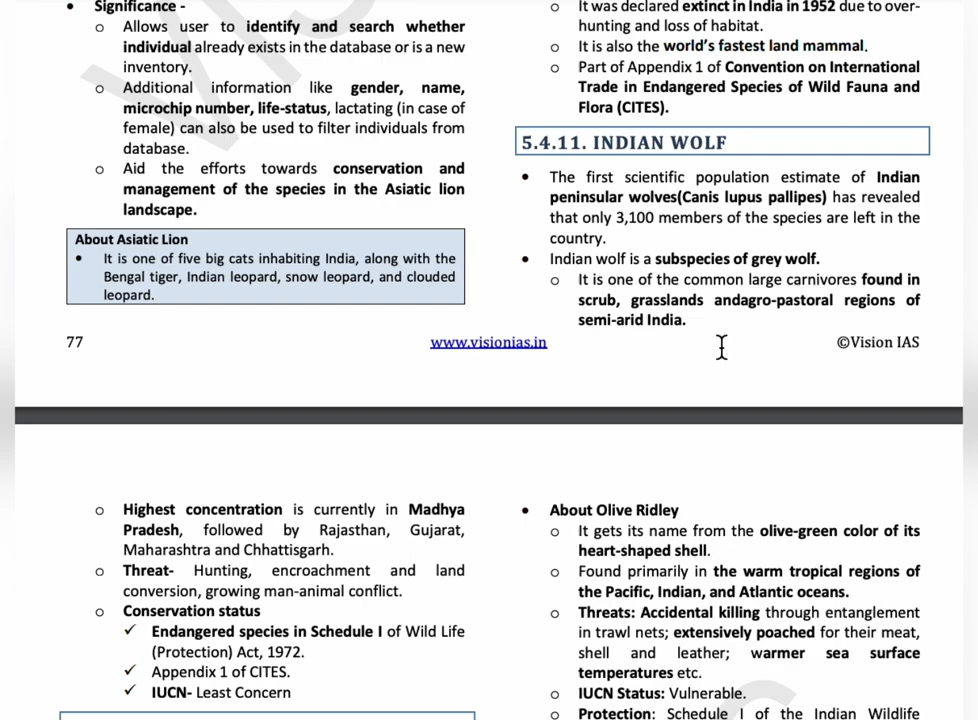 • Significance -
o Allows user to identify and search whether
individual already exists in the database or is a new
inventory.
o Additional information like gender, name,
microchip number, life-status, lactating (in case of
female) can also be used to filter individuals from
database.
o Aid the efforts towards conservation and
management of the species in the Asiatic lion
landscape.
About Asiatic Lion
• It is one of five big cats inhabiting India, along with the
Bengal tiger, Indian leopard, snow leopard, and clouded
leopard.
o It was declared extinct in India in 1952 due to over-
hunting and loss of habitat.
o It is also the world's fastest land mammal.
o Part of Appendix 1 of Convention on International
Trade in Endangered Species of Wild Fauna and
Flora (CITES).
5.4.11. INDIAN WOLF
• The first scientific population estimate of Indian
peninsular wolves(Canis lupus pallipes) has revealed
that only 3,100 members of the species are left in the
country.
• Indian wolf is a subspecies of grey wolf.
o It is one of the common large carnivores found in
scrub, grasslands andagro-pastoral regions of
semi-arid India.
77 www.visionias.in ©Vision IAS
o Highest concentration is currently in Madhya
Pradesh, followed by Rajasthan, Gujarat,
Maharashtra and Chhattisgarh.
o Threat- Hunting, encroachment and land
conversion, growing man-animal conflict.
o Conservation status
✓ Endangered species in Schedule I of Wild Life
(Protection) Act, 1972.
✓ Appendix 1 of CITES.
✓ IUCN- Least Concern
• About Olive Ridley
o It gets its name from the olive-green color of its
heart-shaped shell.
o Found primarily in the warm tropical regions of
the Pacific, Indian, and Atlantic oceans.
o Threats: Accidental killing through entanglement
in trawl nets; extensively poached for their meat,
shell and leather; warmer sea surface
temperatures etc.
o IUCN Status: Vulnerable.
o Protection: Schedule I of the Indian Wildlife